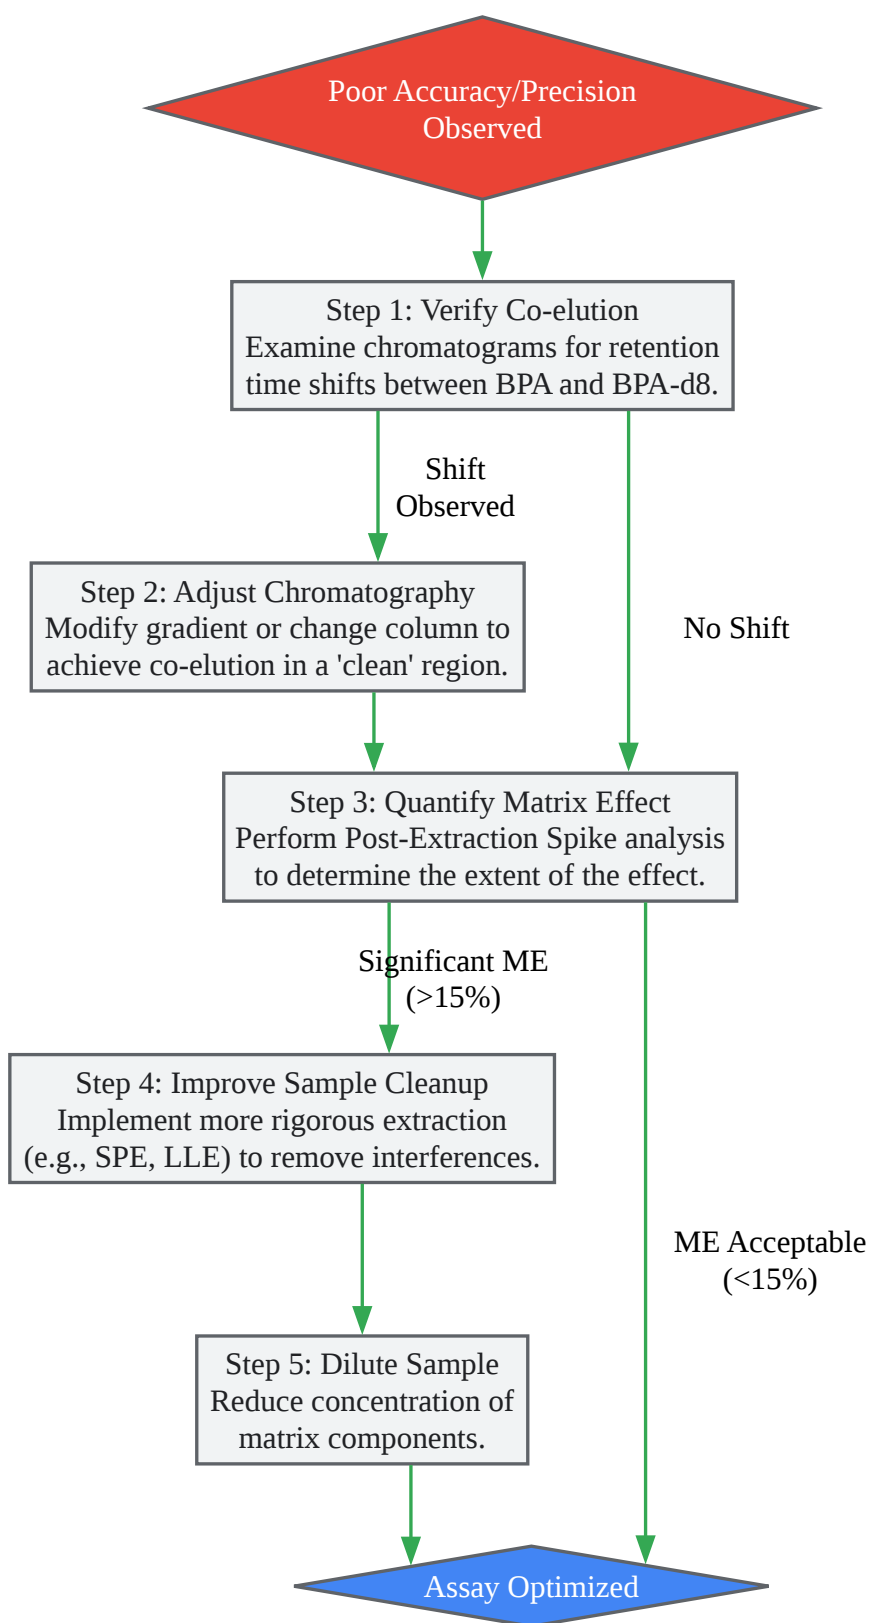 Poor Accuracy/Precision
Observed
Step 1: Verify Co-elution
Examine chromatograms for retention
time shifts between BPA and BPA-d8.
Shift
Observed
Step 2: Adjust Chromatography
Modify gradient or change column to
achieve co-elution in a 'clean' region.
No Shift
Step 3: Quantify Matrix Effect
Perform Post-Extraction Spike analysis
to determine the extent of the effect.
Significant ME
(>15%)
Step 4: Improve Sample Cleanup
Implement more rigorous extraction
(e.g., SPE, LLE) to remove interferences.
ME Acceptable
(<15%)
Step 5: Dilute Sample
Reduce concentration of
matrix components.
Assay Optimized